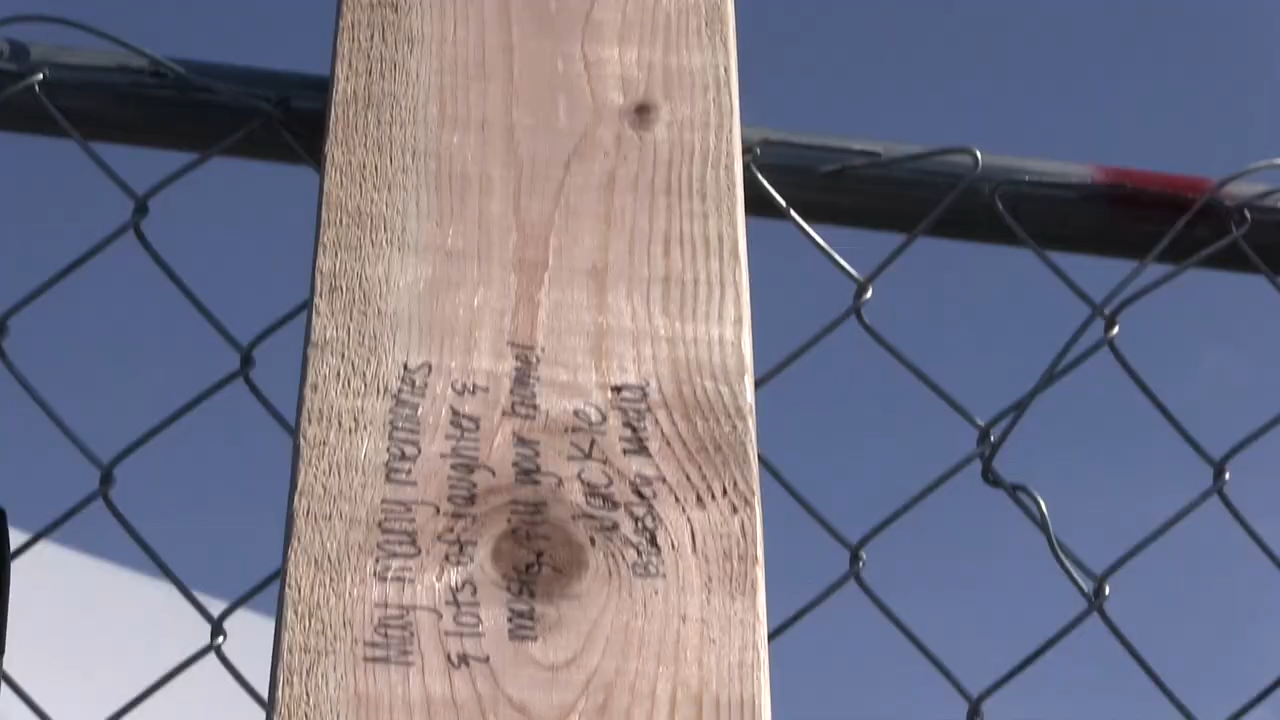 May many memories
& lots of laughter &
music fill your home!
Jackie